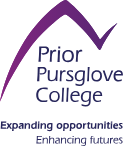 Prior
Pursglove
College
Expanding opportunities
Enhancing futures